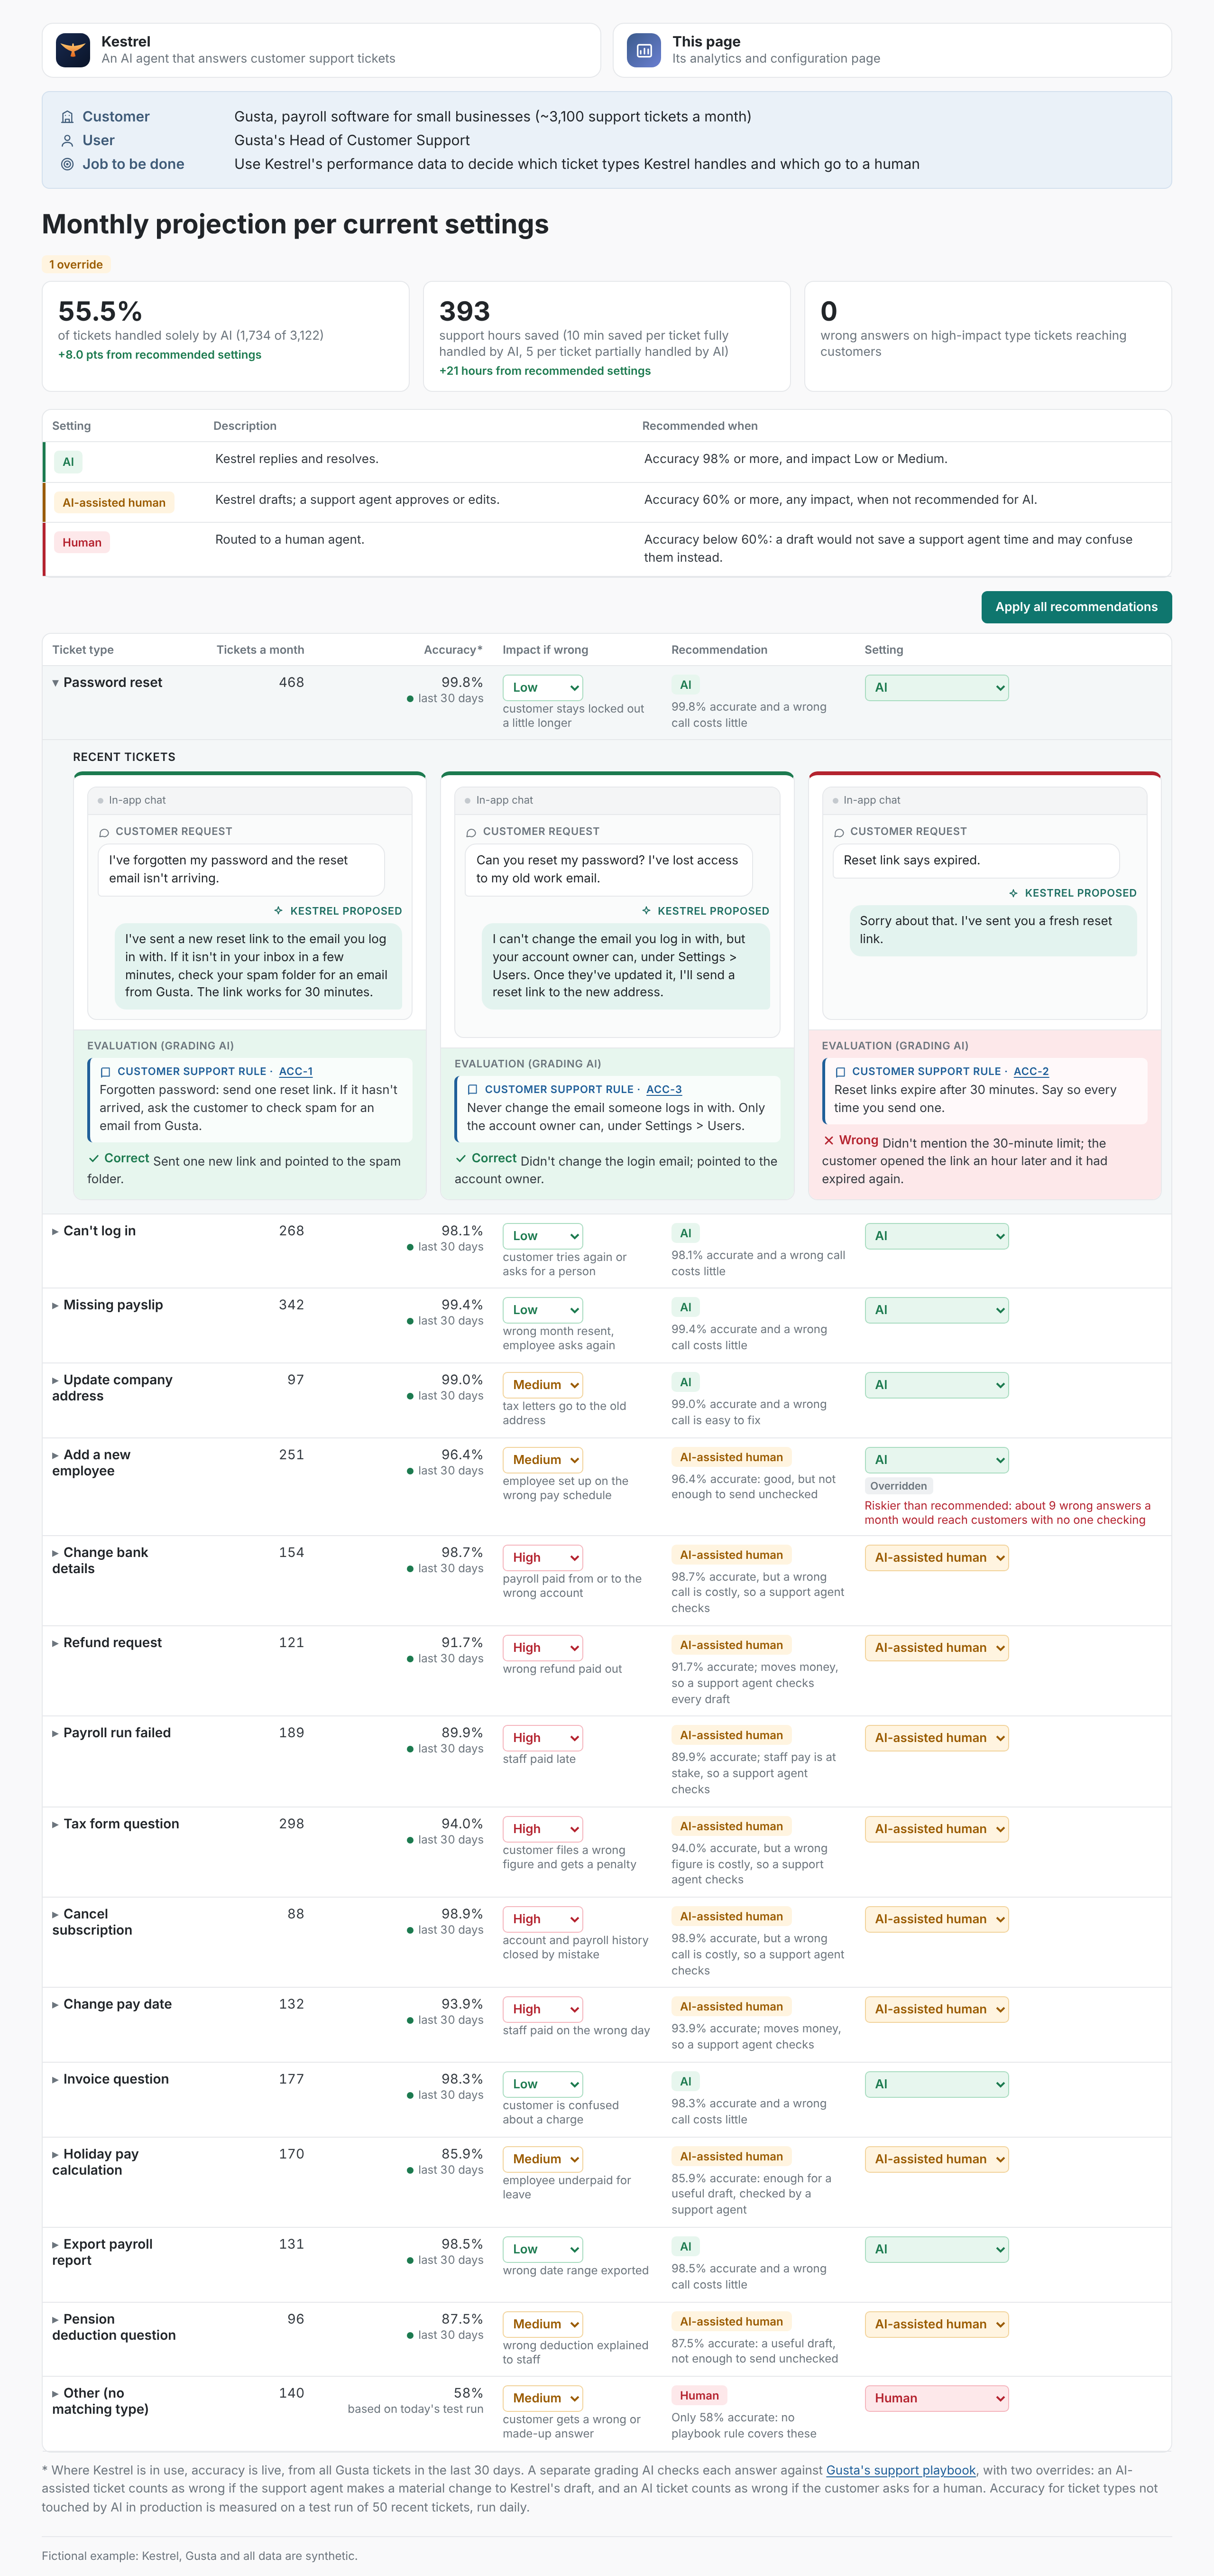 Kestrel
An AI agent that answers customer support tickets
This page
Its analytics and configuration page
Customer
Gusta, payroll software for small businesses (~3,100 support tickets a month)
User
Gusta's Head of Customer Support
Job to be done
Use Kestrel's performance data to decide which ticket types Kestrel handles and which go to a human
Monthly projection per current settings
1 override
55.5%
of tickets handled solely by AI (1,734 of 3,122)
+8.0 pts from recommended settings
393
support hours saved (10 min saved per ticket fully
handled by AI, 5 per ticket partially handled by AI)
+21 hours from recommended settings
0
wrong answers on high-impact type tickets reaching
customers
Setting Description Recommended when
AI Kestrel replies and resolves. Accuracy 98% or more, and impact Low or Medium.
AI-assisted human Kestrel drafts; a support agent approves or edits. Accuracy 60% or more, any impact, when not recommended for AI.
Human Routed to a human agent. Accuracy below 60%: a draft would not save a support agent time and may confuse
them instead.
Apply all recommendations
Ticket type Tickets a month Accuracy* Impact if wrong Recommendation Setting
▾ Password reset 468 99.8% Low AI AI
last 30 days
customer stays locked out
a little longer
99.8% accurate and a wrong
call costs little
RECENT TICKETS
In-app chat
CUSTOMER REQUEST
I've forgotten my password and the reset
email isn't arriving.
KESTREL PROPOSED
I've sent a new reset link to the email you log
in with. If it isn't in your inbox in a few
minutes, check your spam folder for an email
from Gusta. The link works for 30 minutes.
EVALUATION (GRADING AI)
CUSTOMER SUPPORT RULE · ACC-1
Forgotten password: send one reset link. If it hasn't
arrived, ask the customer to check spam for an
email from Gusta.
✓ Correct Sent one new link and pointed to the spam
folder.
In-app chat
CUSTOMER REQUEST
Can you reset my password? I've lost access
to my old work email.
KESTREL PROPOSED
I can't change the email you log in with, but
your account owner can, under Settings >
Users. Once they've updated it, I'll send a
reset link to the new address.
EVALUATION (GRADING AI)
CUSTOMER SUPPORT RULE · ACC-3
Never change the email someone logs in with. Only
the account owner can, under Settings > Users.
✓ Correct Didn't change the login email; pointed to the
account owner.
In-app chat
CUSTOMER REQUEST
Reset link says expired.
KESTREL PROPOSED
Sorry about that. I've sent you a fresh reset
link.
EVALUATION (GRADING AI)
CUSTOMER SUPPORT RULE · ACC-2
Reset links expire after 30 minutes. Say so every
time you send one.
✕ Wrong Didn't mention the 30-minute limit; the
customer opened the link an hour later and it had
expired again.
▸ Can't log in 268 98.1% Low AI AI
last 30 days
customer tries again or
asks for a person
98.1% accurate and a wrong call
costs little
▸ Missing payslip 342 99.4% Low AI AI
last 30 days
wrong month resent,
employee asks again
99.4% accurate and a wrong
call costs little
▸ Update company
address
97 99.0% Medium AI AI
last 30 days
tax letters go to the old
address
99.0% accurate and a wrong
call is easy to fix
▸ Add a new
employee
251 96.4% Medium AI-assisted human AI
last 30 days
employee set up on the
wrong pay schedule
96.4% accurate: good, but not
enough to send unchecked
Overridden
Riskier than recommended: about 9 wrong answers a
month would reach customers with no one checking
▸ Change bank
details
154 98.7% High AI-assisted human AI-assisted human
last 30 days
payroll paid from or to the
wrong account
98.7% accurate, but a wrong
call is costly, so a support agent
checks
▸ Refund request 121 91.7% High AI-assisted human AI-assisted human
last 30 days
wrong refund paid out
91.7% accurate; moves money,
so a support agent checks
every draft
▸ Payroll run failed 189 89.9% High AI-assisted human AI-assisted human
last 30 days
staff paid late
89.9% accurate; staff pay is at
stake, so a support agent
checks
▸ Tax form question 298 94.0% High AI-assisted human AI-assisted human
last 30 days
customer files a wrong
figure and gets a penalty
94.0% accurate, but a wrong
figure is costly, so a support
agent checks
▸ Cancel
subscription
88 98.9% High AI-assisted human AI-assisted human
last 30 days
account and payroll history
closed by mistake
98.9% accurate, but a wrong
call is costly, so a support agent
checks
▸ Change pay date 132 93.9% High AI-assisted human AI-assisted human
last 30 days
staff paid on the wrong day
93.9% accurate; moves money,
so a support agent checks
▸ Invoice question 177 98.3% Low AI AI
last 30 days
customer is confused
about a charge
98.3% accurate and a wrong
call costs little
▸ Holiday pay
calculation
170 85.9% Medium AI-assisted human AI-assisted human
last 30 days
employee underpaid for
leave
85.9% accurate: enough for a
useful draft, checked by a
support agent
▸ Export payroll
report
131 98.5% Low AI AI
last 30 days
wrong date range exported
98.5% accurate and a wrong
call costs little
▸ Pension
deduction question
96 87.5% Medium AI-assisted human AI-assisted human
last 30 days
wrong deduction explained
to staff
87.5% accurate: a useful draft,
not enough to send unchecked
▸ Other (no
matching type)
140 58% Medium Human Human
based on today's test run
customer gets a wrong or
made-up answer
Only 58% accurate: no
playbook rule covers these
* Where Kestrel is in use, accuracy is live, from all Gusta tickets in the last 30 days. A separate grading AI checks each answer against Gusta's support playbook, with two overrides: an AI-
assisted ticket counts as wrong if the support agent makes a material change to Kestrel's draft, and an AI ticket counts as wrong if the customer asks for a human. Accuracy for ticket types not
touched by AI in production is measured on a test run of 50 recent tickets, run daily.
Fictional example: Kestrel, Gusta and all data are synthetic.